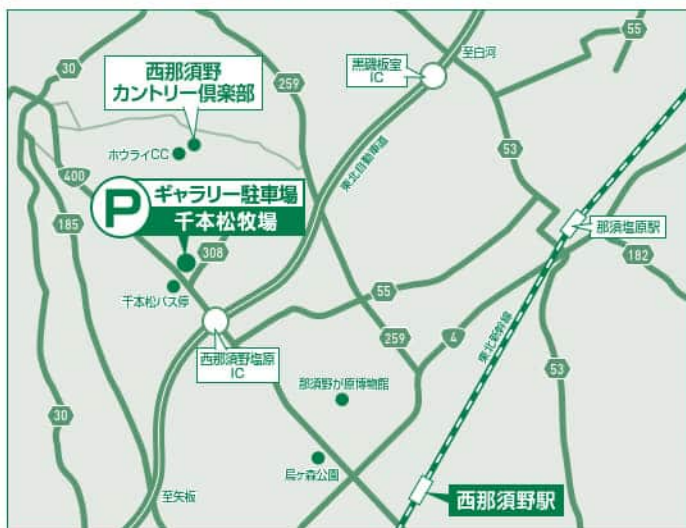 30
西那須野
カントリー倶楽部
259
黒磯板室
IC
至白河
53
55
ホウライCC
400
P
ギャラリー駐車場
千本松牧場
東北自動車道
53
185
308
千本松バス停
那須塩原駅
182
55
西那須野塩原
IC
259
4
東北新幹線
那須野が原博物館
53
30
烏ヶ森公園
至矢板
西那須野駅